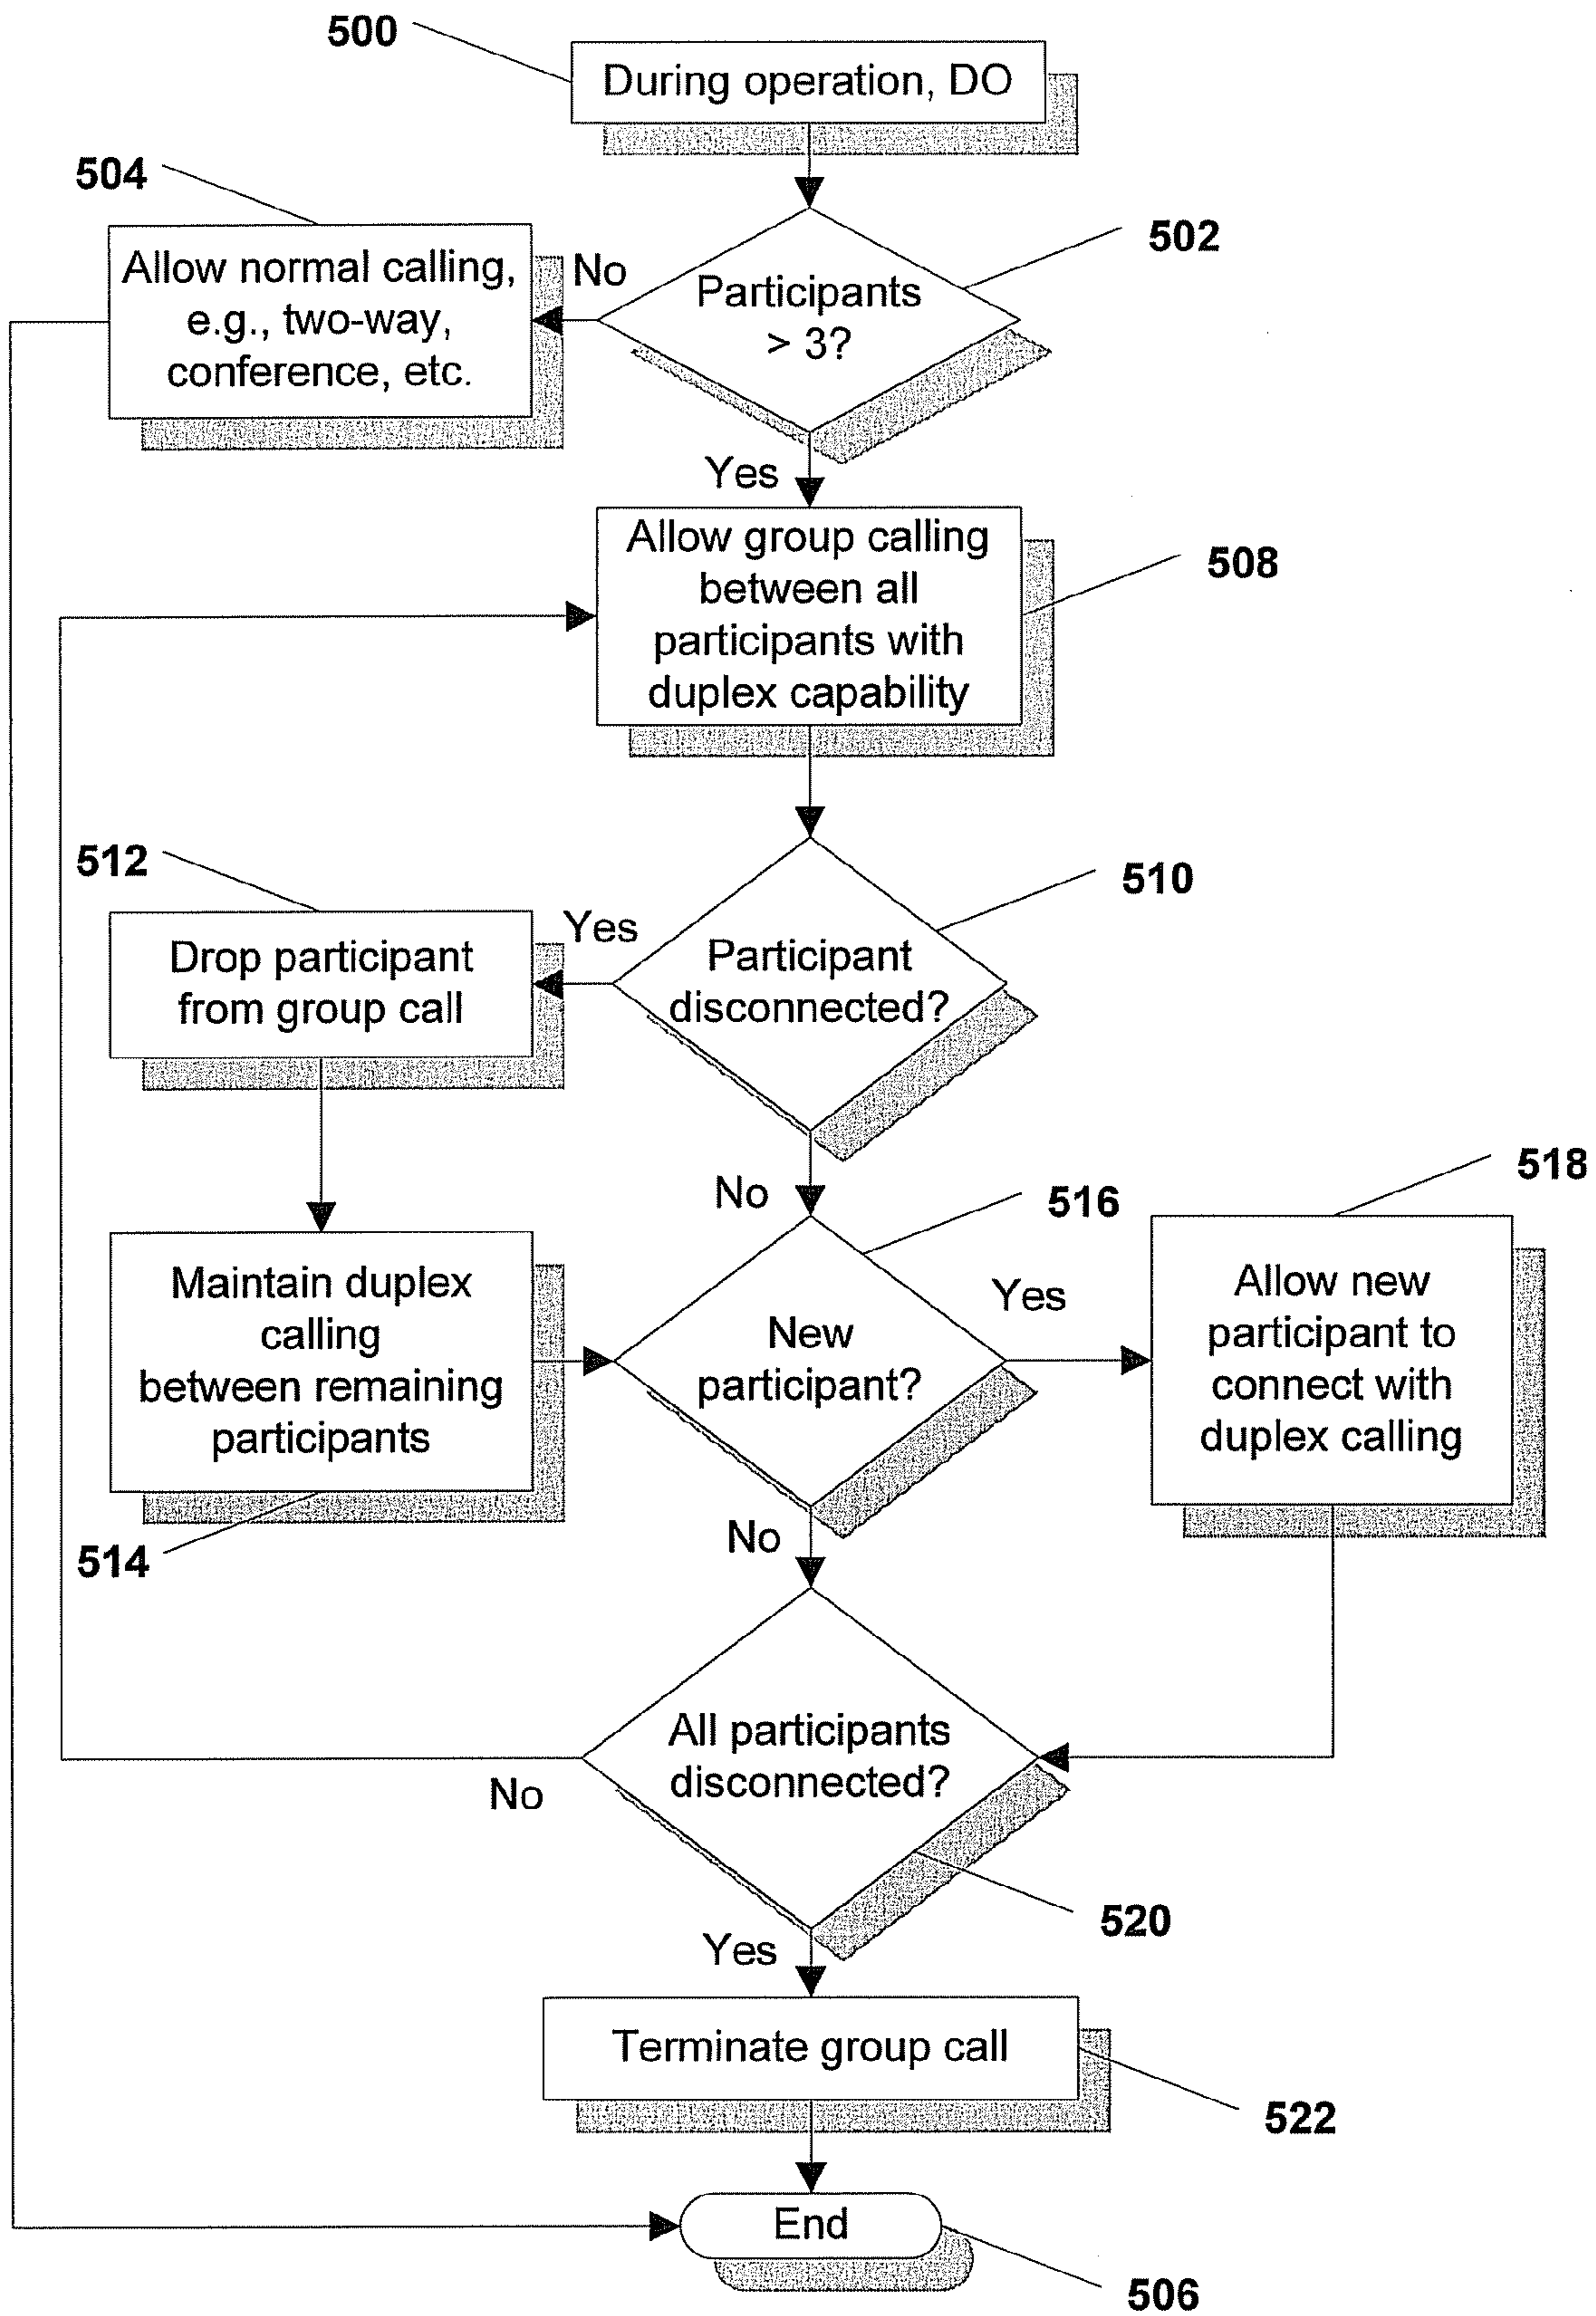 500
During operation, DO
504
502
Allow normal calling,
e.g., two-way,
conference, etc.
No
Participants
> 3?
Yes
Allow group calling
between all
participants with
duplex capability
508
512
510
Drop participant
from group call
Yes
Participant
disconnected?
No
516
518
Maintain duplex
calling
between remaining
participants
New
participant?
Yes
Allow new
participant to
connect with
duplex calling
514
No
All participants
disconnected?
No
520
Yes
Terminate group call
522
End
506